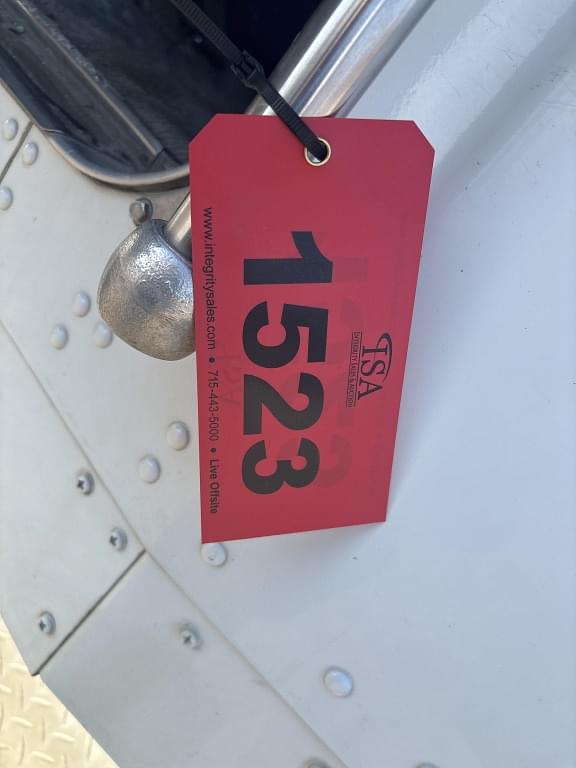 ISA
INTEGRITY SALES & AUCTION
1523
www.integritysales.com • 715-443-5000 • Live Offsite